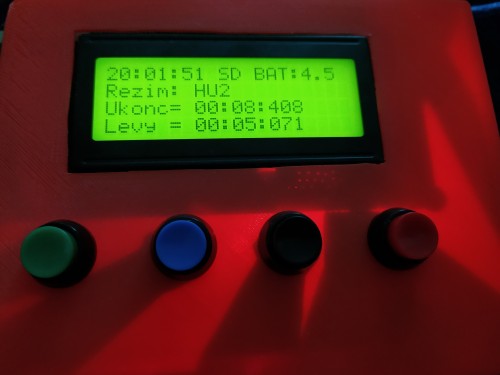 20:01:51 SD BAT:4.5
Rezim: HU2
Ukonc= 00:08:408
Levy = 00:05:071